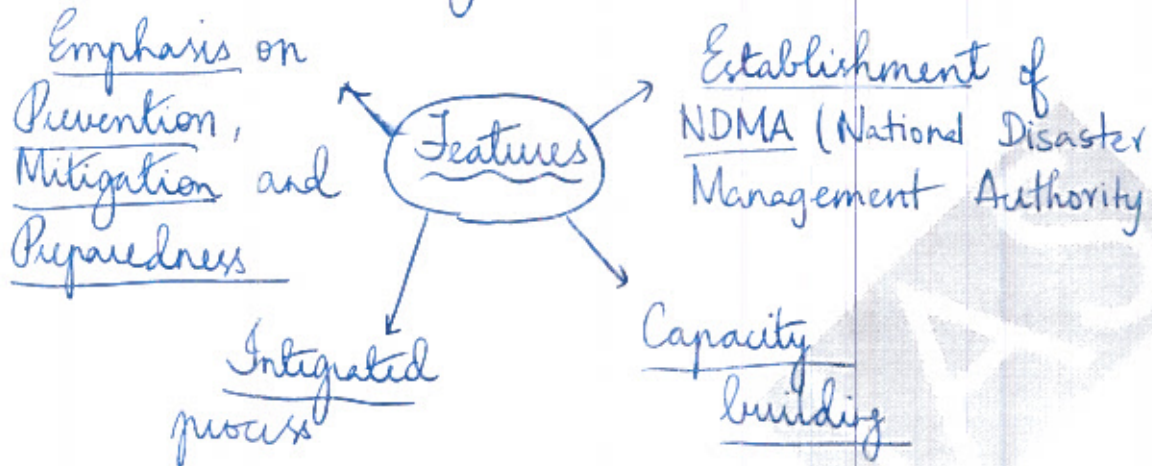 Emphasis on
Prevention,
Mitigation and
Preparedness
Features
Establishment of
NDMA (National Disaster
Management Authority
Integrated
process
Capacity
building